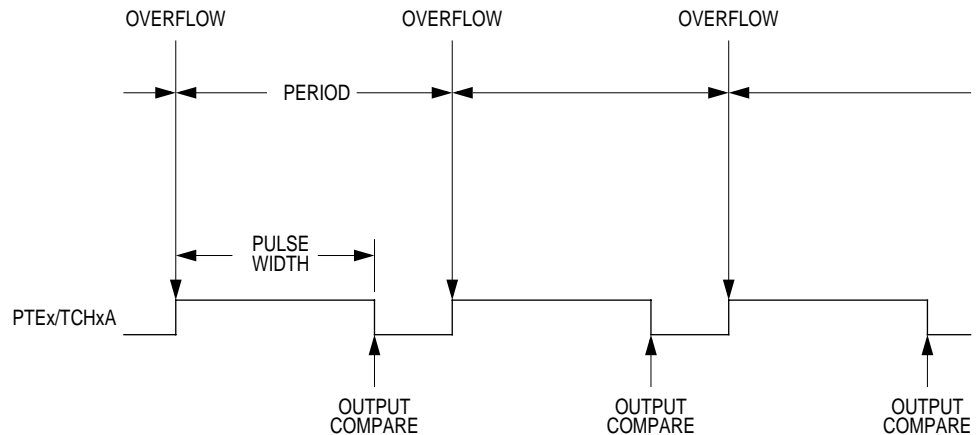 OVERFLOW
OVERFLOW
OVERFLOW
PERIOD
PULSE
WIDTH
PTEx/TCHxA
OUTPUT
COMPARE
OUTPUT
COMPARE
OUTPUT
COMPARE